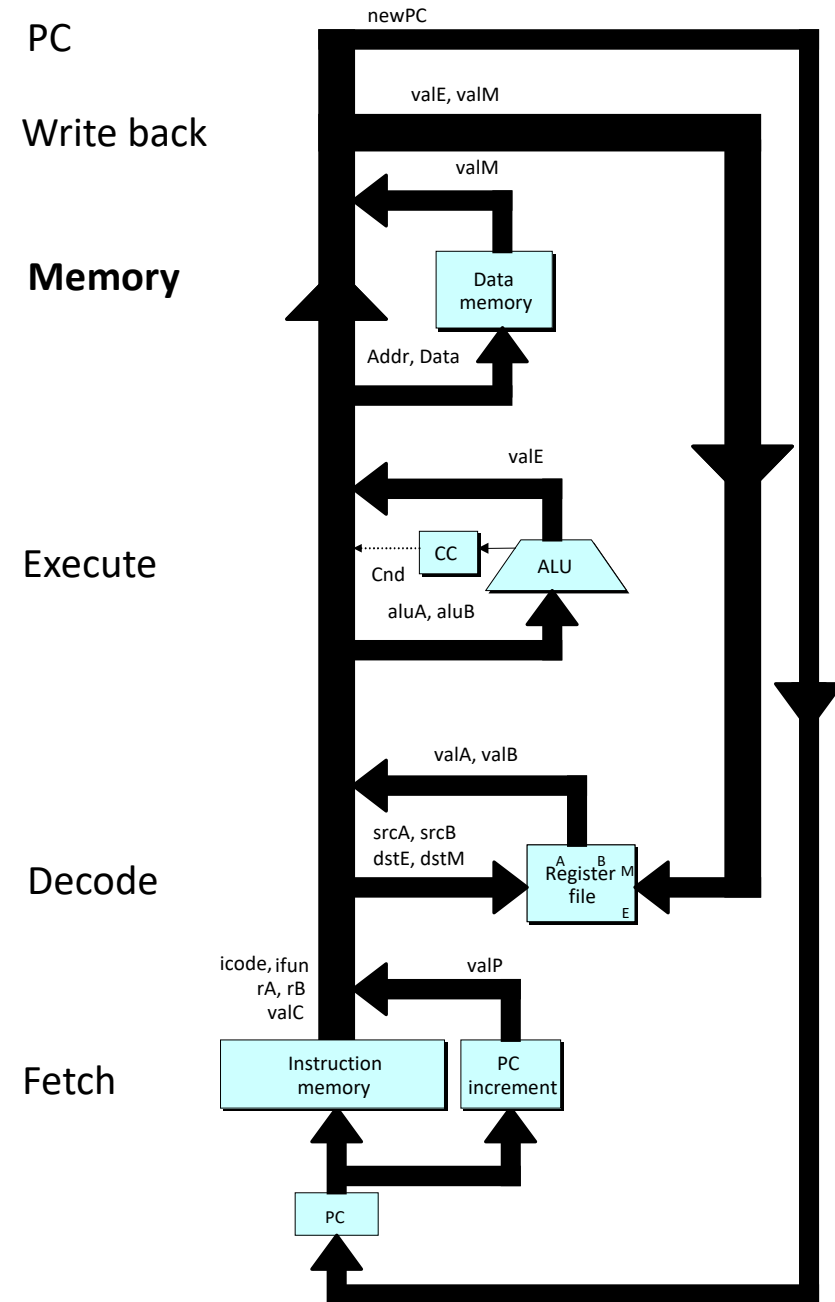 newPC
PC
valE, valM
Write back
valM
Memory
Data
memory
Addr, Data
valE
Execute
CC
ALU
Cnd
aluA, aluB
valA, valB
srcA, srcB
dstE, dstM
Decode
A B
Register M
file
E
icode, ifun
rA, rB
valC
valP
Fetch
Instruction
memory
PC
increment
PC